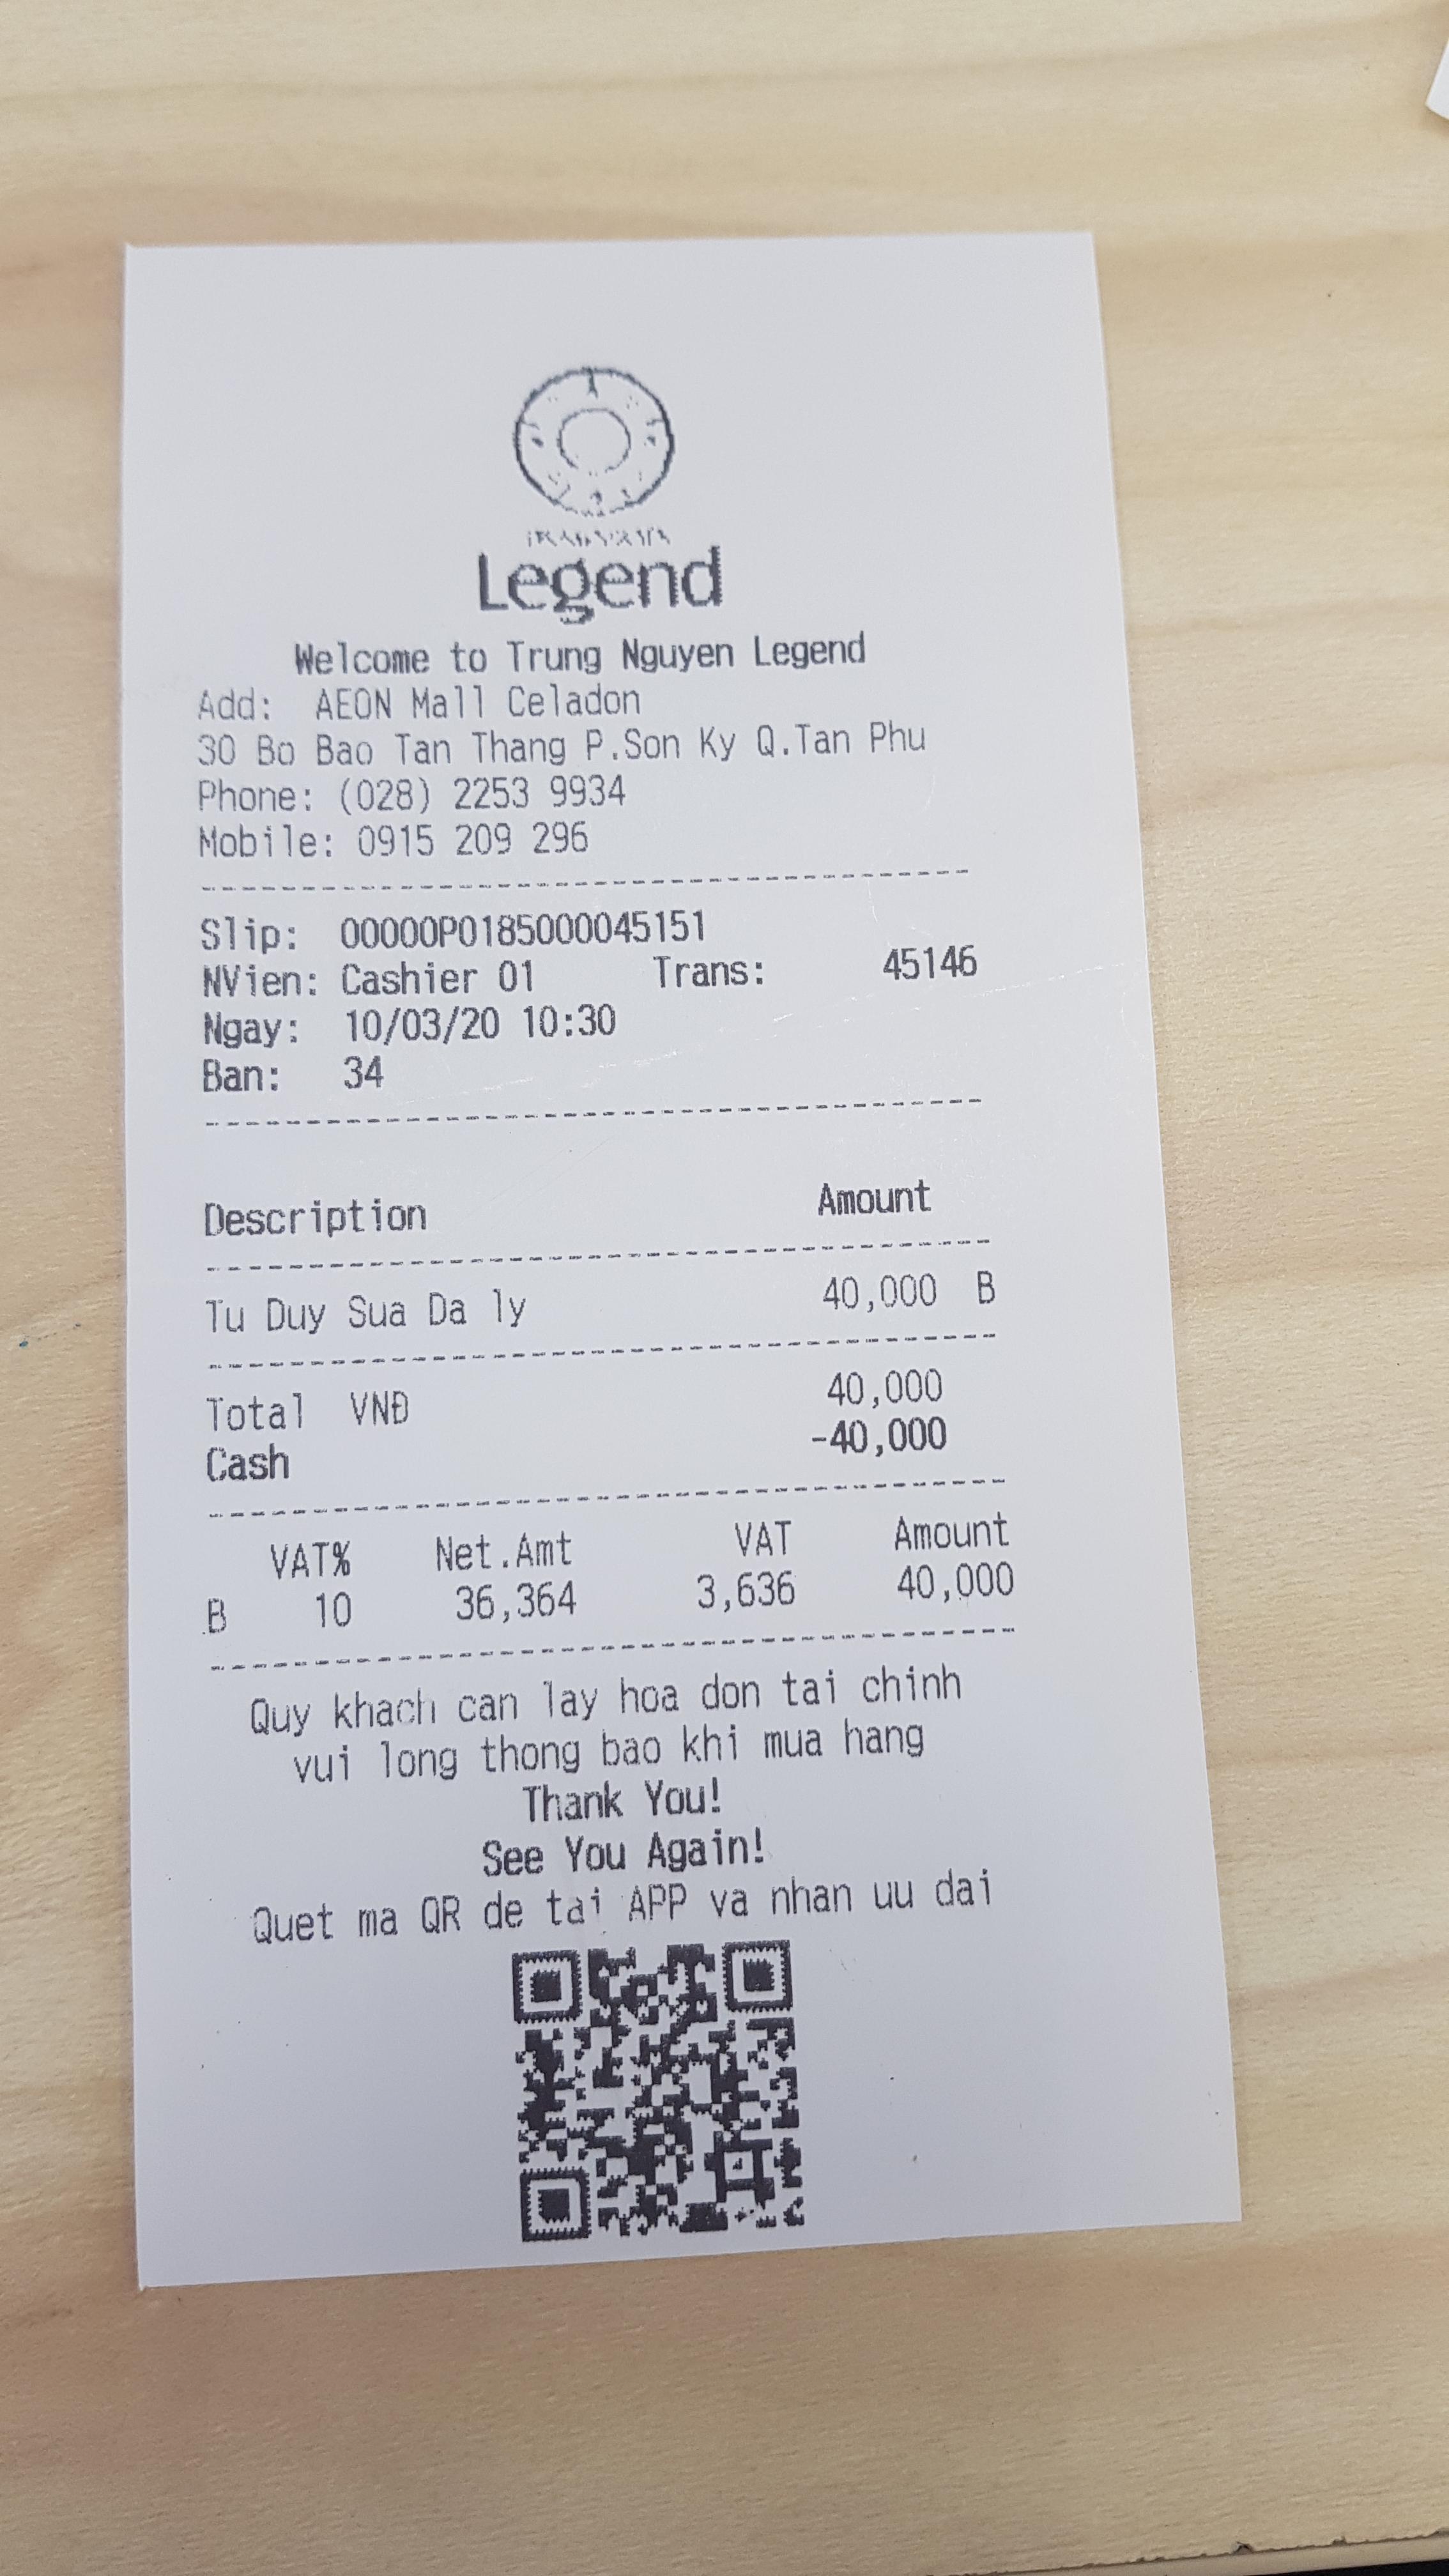 Legend
Welcome to Trung Nguyen Legend
Add: AEON Mall Celadon
30 Bo Bao Tan Thang P.Son Ky Q.Tan Phu
Phone: (028) 2253 9934
Mobile: 0915 209 296
Slip: 00000P0185000045151
NVien: Cashier 01 Trans: 45146
Ngay: 10/03/20 10:30
Ban: 34
Description Amount
Tu Duy Sua Da ly 40,000 B
Total VNĐ 40,000
Cash -40,000
VAT% Net.Amt VAT Amount
B 10 36,364 3,636 40,000
Quy khach can lay hoa don tai chinh
vui long thong bao khi mua hang
Thank You!
See You Again!
Quet ma QR de tai APP va nhan uu dai